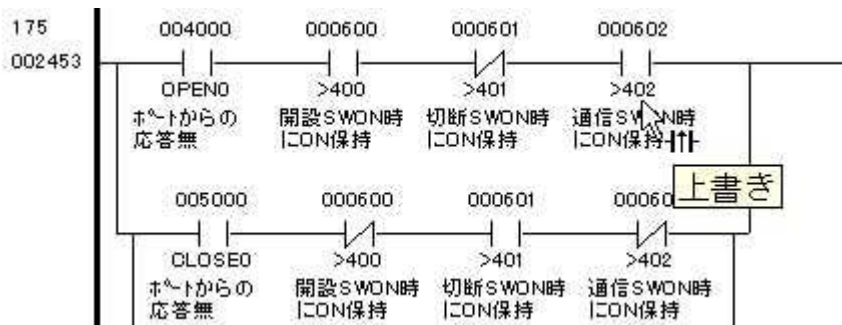 175 004000 000600 000601 000602
002453
OPEN0 >400 >401 >402
ポートからの 開設SWON時 切断SWON時 通信SWON時
応答無 にON保持 にON保持 にON保持
上書き
005000 000600 000601 00060
CLOSE0 >400 >401 >402
ポートからの 開設SWON時 切断SWON時 通信SWON時
応答無 にON保持 にON保持 にON保持